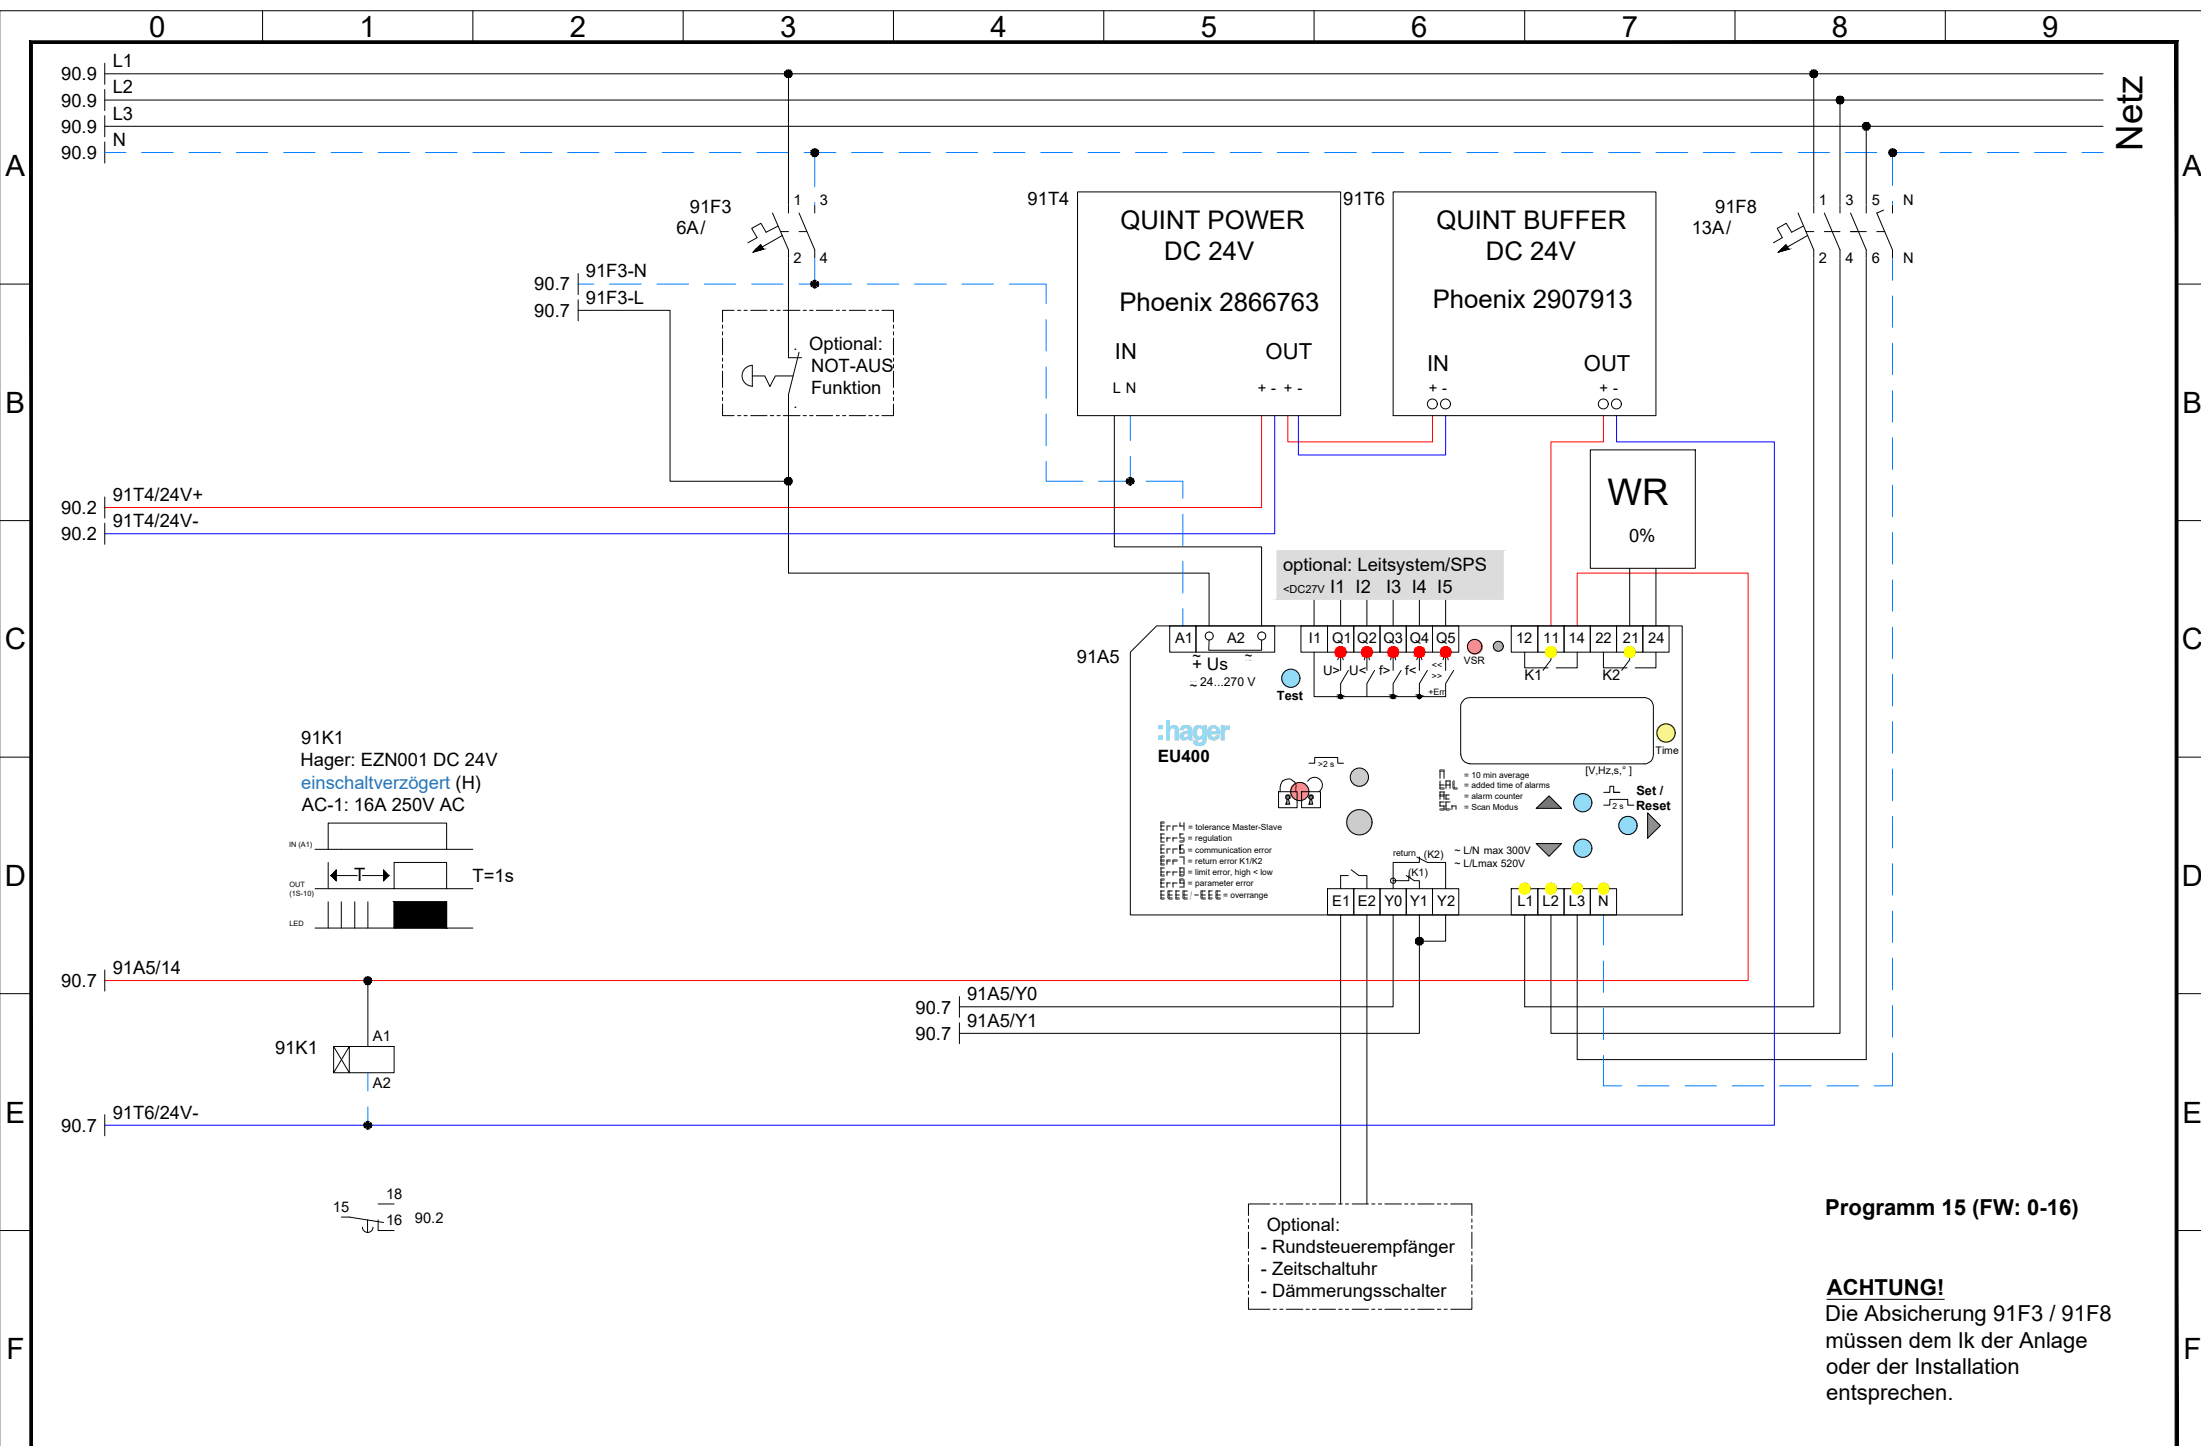 0 1 2 3 4 5 6 7 8 9
90.9 L1
90.9 L2
90.9 L3
90.9 N
Netz
A A
91F3
6A/
1 3
2 4
90.7 91F3-N
90.7 91F3-L
Optional:
NOT-AUS
Funktion
91T4
QUINT POWER
DC 24V
Phoenix 2866763
IN OUT
L N + - + -
91T6
QUINT BUFFER
DC 24V
Phoenix 2907913
IN OUT
+ - + -
91F8
13A/
1 3 5 N
2 4 6 N
B B
90.2 91T4/24V+
90.2 91T4/24V-
WR
0%
optional: Leitsystem/SPS
<DC27V I1 I2 I3 I4 I5
C C
91A5
A1 A2 I1 Q1 Q2 Q3 Q4 Q5 12 11 14 22 21 24
VSR
K1 K2
~ ~
+ Us
~ 24...270 V
Test
U> U< f> f< <<
>>
+Err
:hager
EU400
Time
[V,Hz,s,° ]
>2 s
= 10 min average
= added time of alarms
= alarm counter
= Scan Modus
2 s
Set /
Reset
Err4 = tolerance Master-Slave
Err5 = regulation
Err6 = communication error
Err7 = return error K1/K2
Err8 = limit error, high < low
Err9 = parameter error
EEEE/-EEE = overrange
return (K2)
(K1)
~ L/N max 300V
~ L/Lmax 520V
E1 E2 Y0 Y1 Y2 L1 L2 L3 N
91K1
Hager: EZN001 DC 24V
einschaltverzögert (H)
AC-1: 16A 250V AC
IN (A1)
T
T=1s
OUT
(1S-10)
LED
D D
90.7 91A5/14
90.7 91A5/Y0
90.7 91A5/Y1
91K1
A1
A2
E E
90.7 91T6/24V-
15 18
16 90.2
Optional:
- Rundsteuerempfänger
- Zeitschaltuhr
- Dämmerungsschalter
Programm 15 (FW: 0-16)
ACHTUNG!
Die Absicherung 91F3 / 91F8
müssen dem Ik der Anlage
oder der Installation
entsprechen.
F F